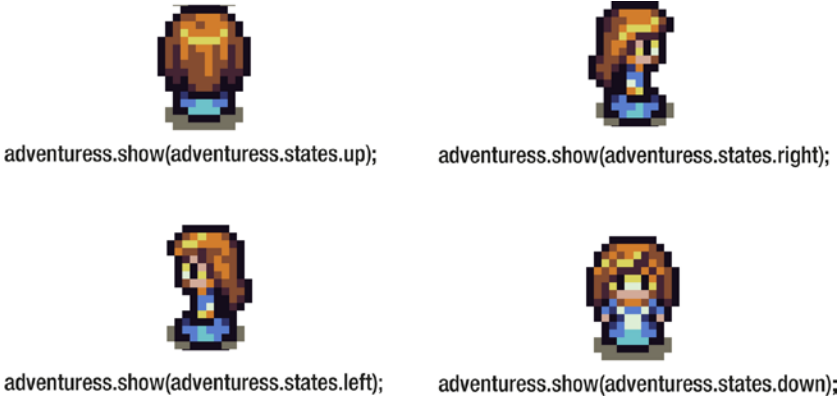 adventuress.show(adventuress.states.up);
adventuress.show(adventuress.states.right);
adventuress.show(adventuress.states.left);
adventuress.show(adventuress.states.down);